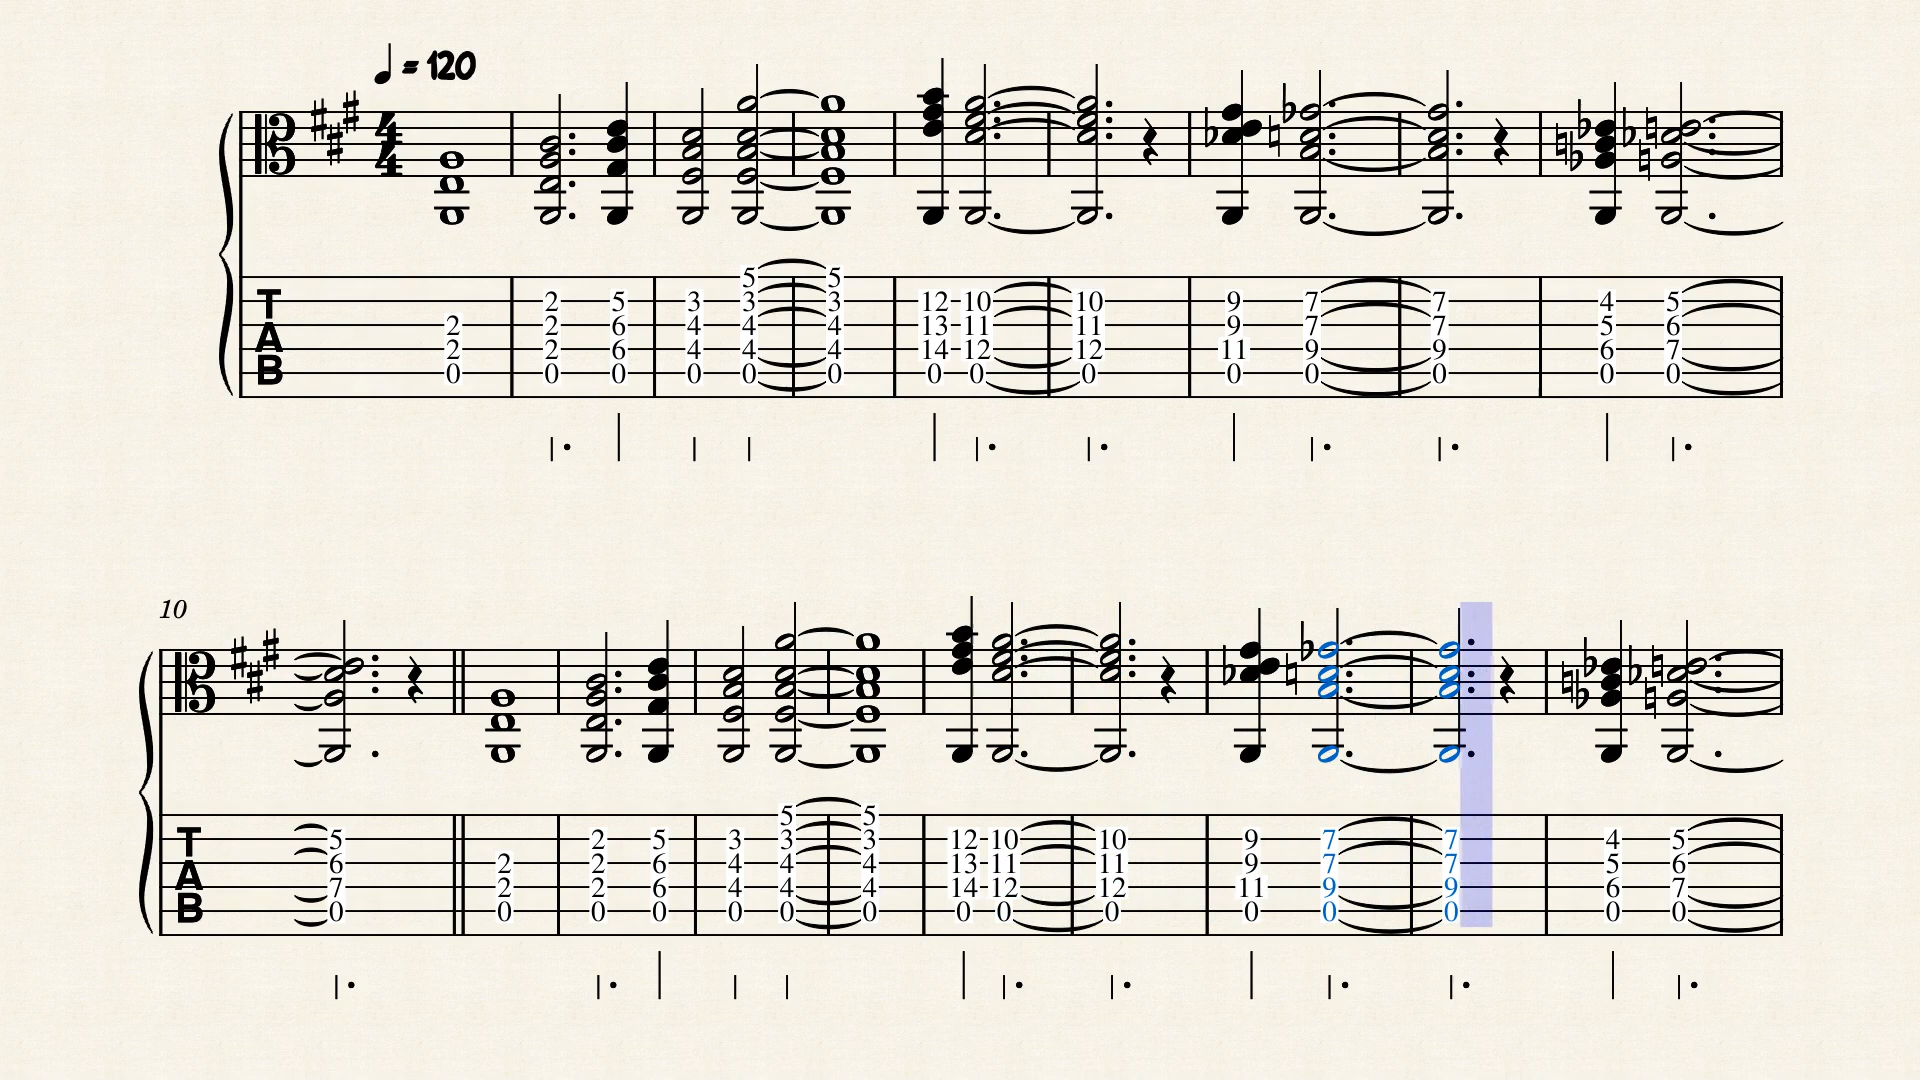 = 120
4
4
5 5
2 5 3 3 3 12 10 10 9 7 7 4 5
T
2 2 6 4 4 4 13 11 11 9 7 7 5 6
A
2 2 6 4 4 4 14 12 12 11 9 9 6 7
B
0 0 0 0 0 0 0 0 0 0 0 0 0 0
10
5 5
5 2 5 3 3 3 12 10 10 9 7 7 4 5
T
6 2 2 6 4 4 4 13 11 11 9 7 7 5 6
A
7 2 2 6 4 4 4 14 12 12 11 9 9 6 7
B
0 0 0 0 0 0 0 0 0 0 0 0 0 0 0